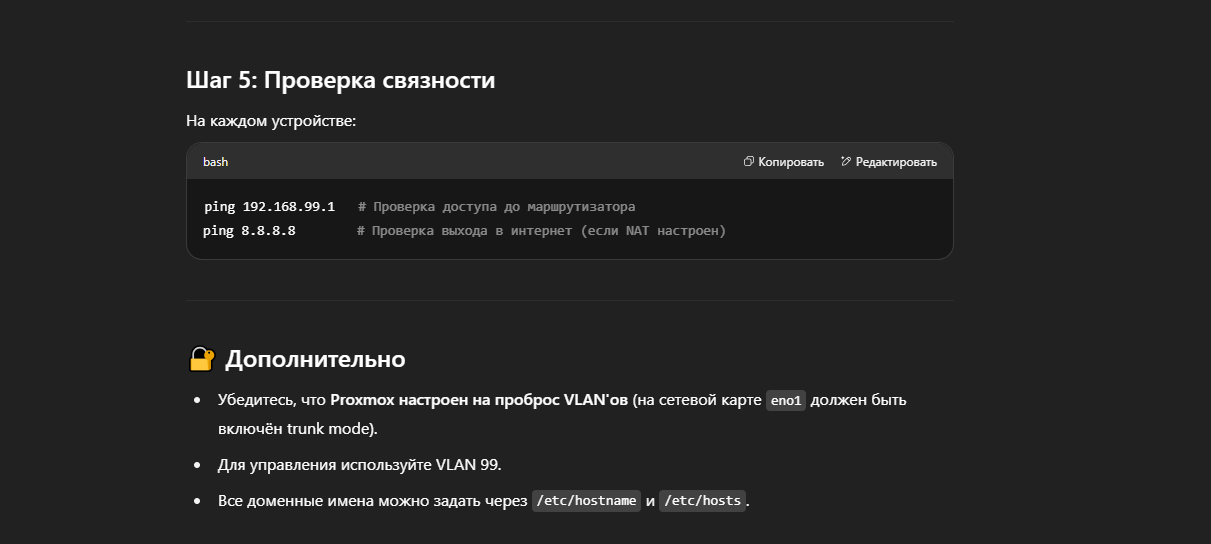 Шаг 5: Проверка связности
На каждом устройстве:
bash
Копировать
Редактировать
ping 192.168.99.1   # Проверка доступа до маршрутизатора
ping 8.8.8.8        # Проверка выхода в интернет (если NAT настроен)
Дополнительно
• Убедитесь, что Proxmox настроен на проброс VLAN'ов (на сетевой карте eno1 должен быть
включён trunk mode).
• Для управления используйте VLAN 99.
• Все доменные имена можно задать через /etc/hostname и /etc/hosts.